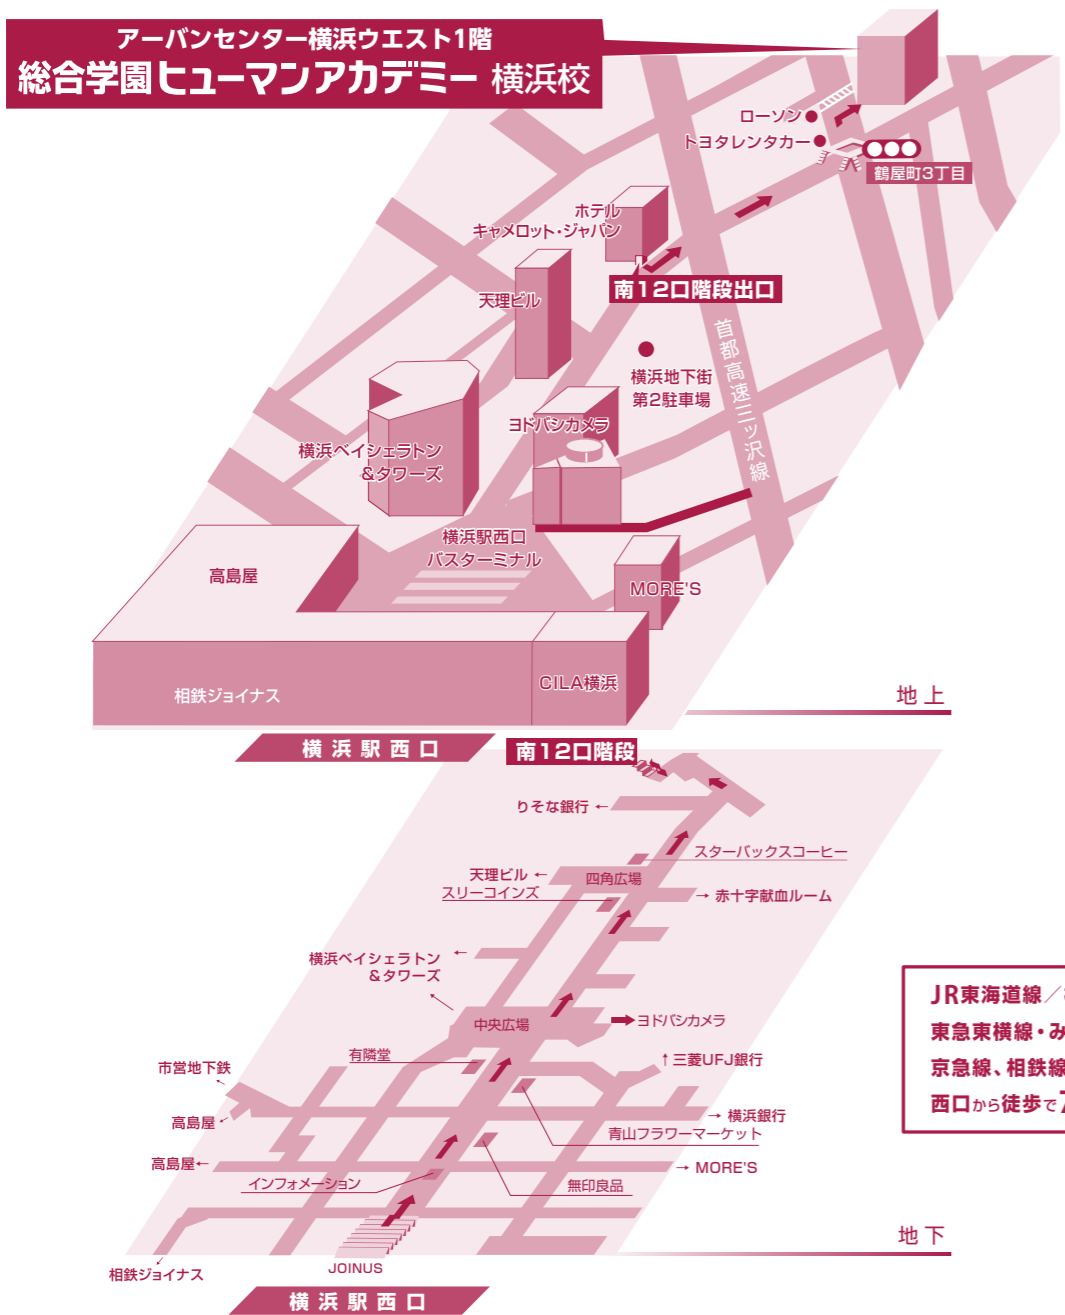 アーバンセンター横浜ウエスト1階
総合学園ヒューマンアカデミー 横浜校
ローソン
トヨタレンタカー
鶴屋町3丁目
ホテル
キャメロット・ジャパン
天理ビル
南12口階段出口
首都高速三ツ沢線
横浜地下街
第2駐車場
ヨドバシカメラ
横浜ベイシェラトン
&タワーズ
横浜駅西口
バスターミナル
高島屋
MORE'S
相鉄ジョイナス
CILA横浜
地上
横浜駅西口
南12口階段
りそな銀行 ←
スターバックスコーヒー
天理ビル ←
四角広場
スリーコインズ
→ 赤十字献血ルーム
横浜ベイシェラトン
&タワーズ
←
中央広場
➡ヨドバシカメラ
有隣堂
↑三菱UFJ銀行
市営地下鉄
高島屋
→ 横浜銀行
青山フラワーマーケット
高島屋←
→ MORE'S
インフォメーション
無印良品
相鉄ジョイナス
JOINUS
地下
横浜駅西口
JR東海道線／
東急東横線・み
京急線、相鉄線
西口から徒歩で7